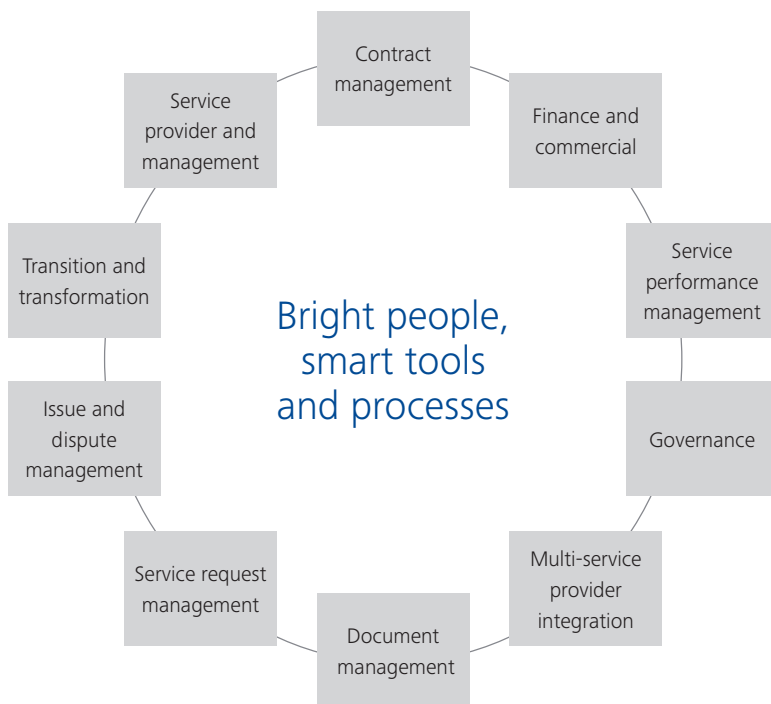 Contract
management
Finance and
commercial
Service
performance
management
Governance
Multi-service
provider
integration
Document
management
Service request
management
Issue and
dispute
management
Transition and
transformation
Service
provider and
management
Bright people,
smart tools
and processes